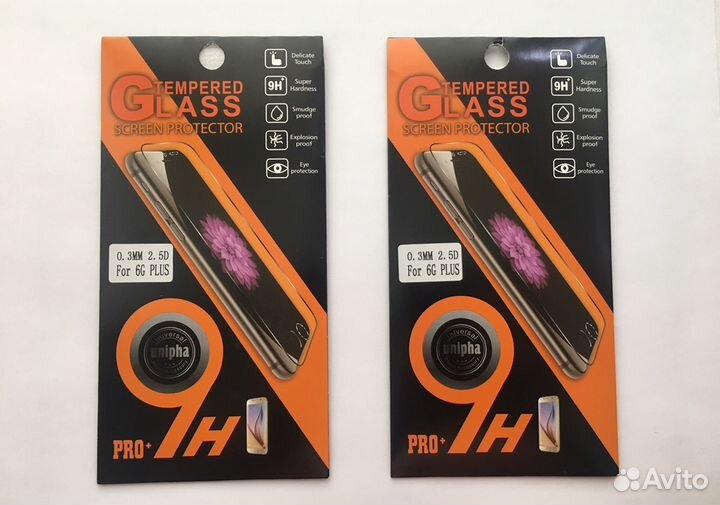 TEMPERED
GLASS
SCREEN PROTECTOR
Delicate
Touch
9H
Super
Hardness
Smudge
proof
Explosion
proof
Eye
protection
0.3MM 2.5D
For 6G PLUS
universal
unipha
PRO+
9H
TEMPERED
GLASS
SCREEN PROTECTOR
Delicate
Touch
9H
Super
Hardness
Smudge
proof
Explosion
proof
Eye
protection
0.3MM 2.5D
For 6G PLUS
universal
unipha
PRO+
9H
Avito